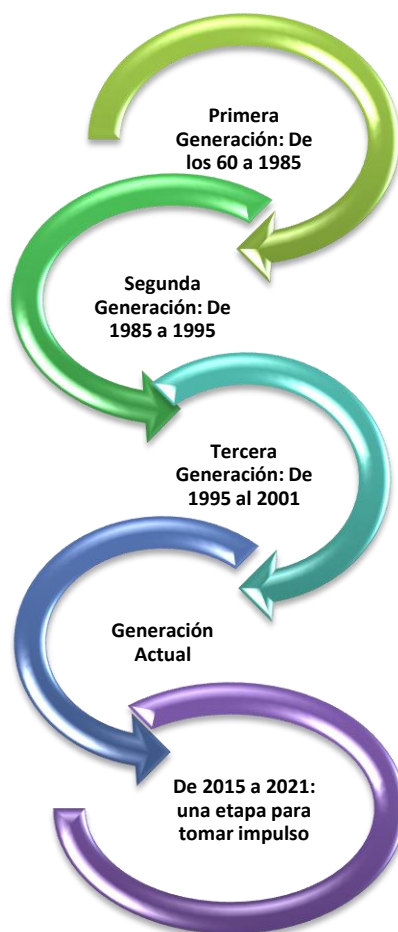 Primera
Generación: De
los 60 a 1985
Segunda
Generación: De
1985 a 1995
Tercera
Generación: De
1995 al 2001
Generación
Actual
De 2015 a 2021:
una etapa para
tomar impulso